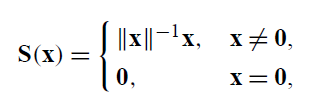 S(x) = { ‖x‖⁻¹x, x ≠ 0,
0, x = 0,